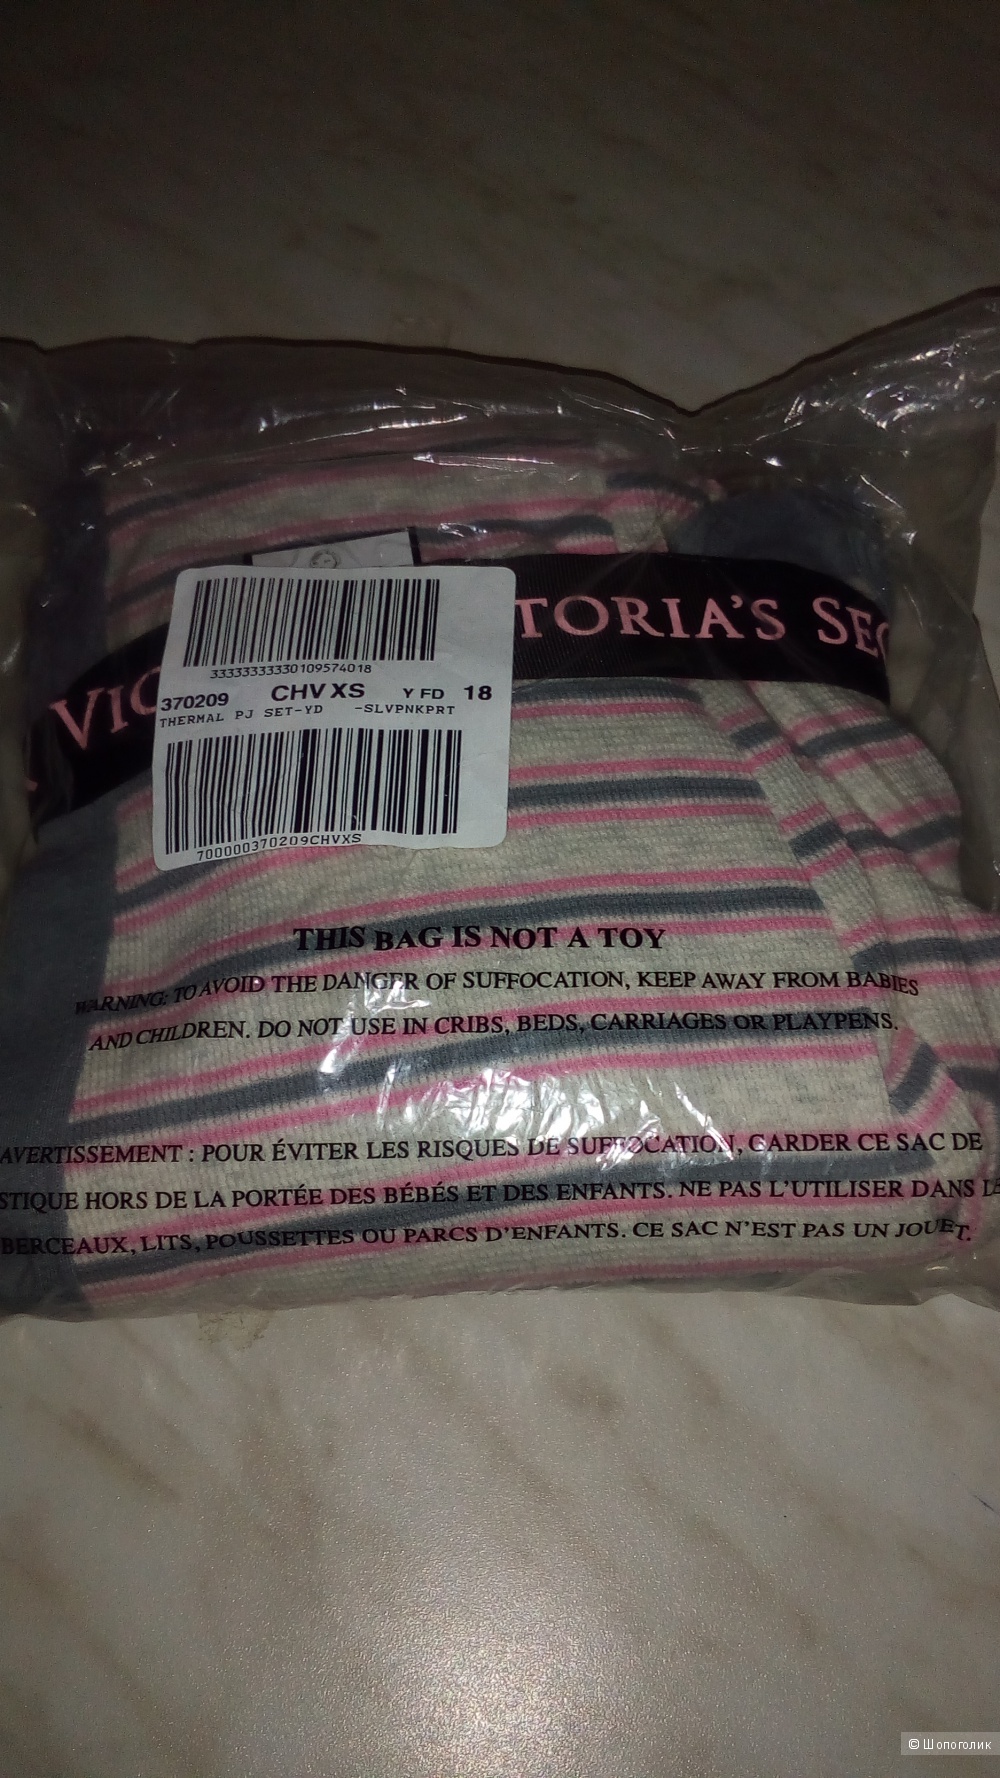 VIC TORIA'S SEC
33333333330109574018
370209 CHV XS Y FD 18
THERMAL PJ SET-YD -SLVPNKPRT
700000370209CHVXS
THIS BAG IS NOT A TOY
WARNING: TO AVOID THE DANGER OF SUFFOCATION, KEEP AWAY FROM BABIES
AND CHILDREN. DO NOT USE IN CRIBS, BEDS, CARRIAGES OR PLAYPENS.
AVERTISSEMENT : POUR ÉVITER LES RISQUES DE SUFFOCATION, GARDER CE SAC DE
STIQUE HORS DE LA PORTÉE DES BÉBÉS ET DES ENFANTS. NE PAS L'UTILISER DANS LE
BERCEAUX, LITS, POUSSETTES OU PARCS D'ENFANTS. CE SAC N'EST PAS UN JOUET.
© Шопоголик